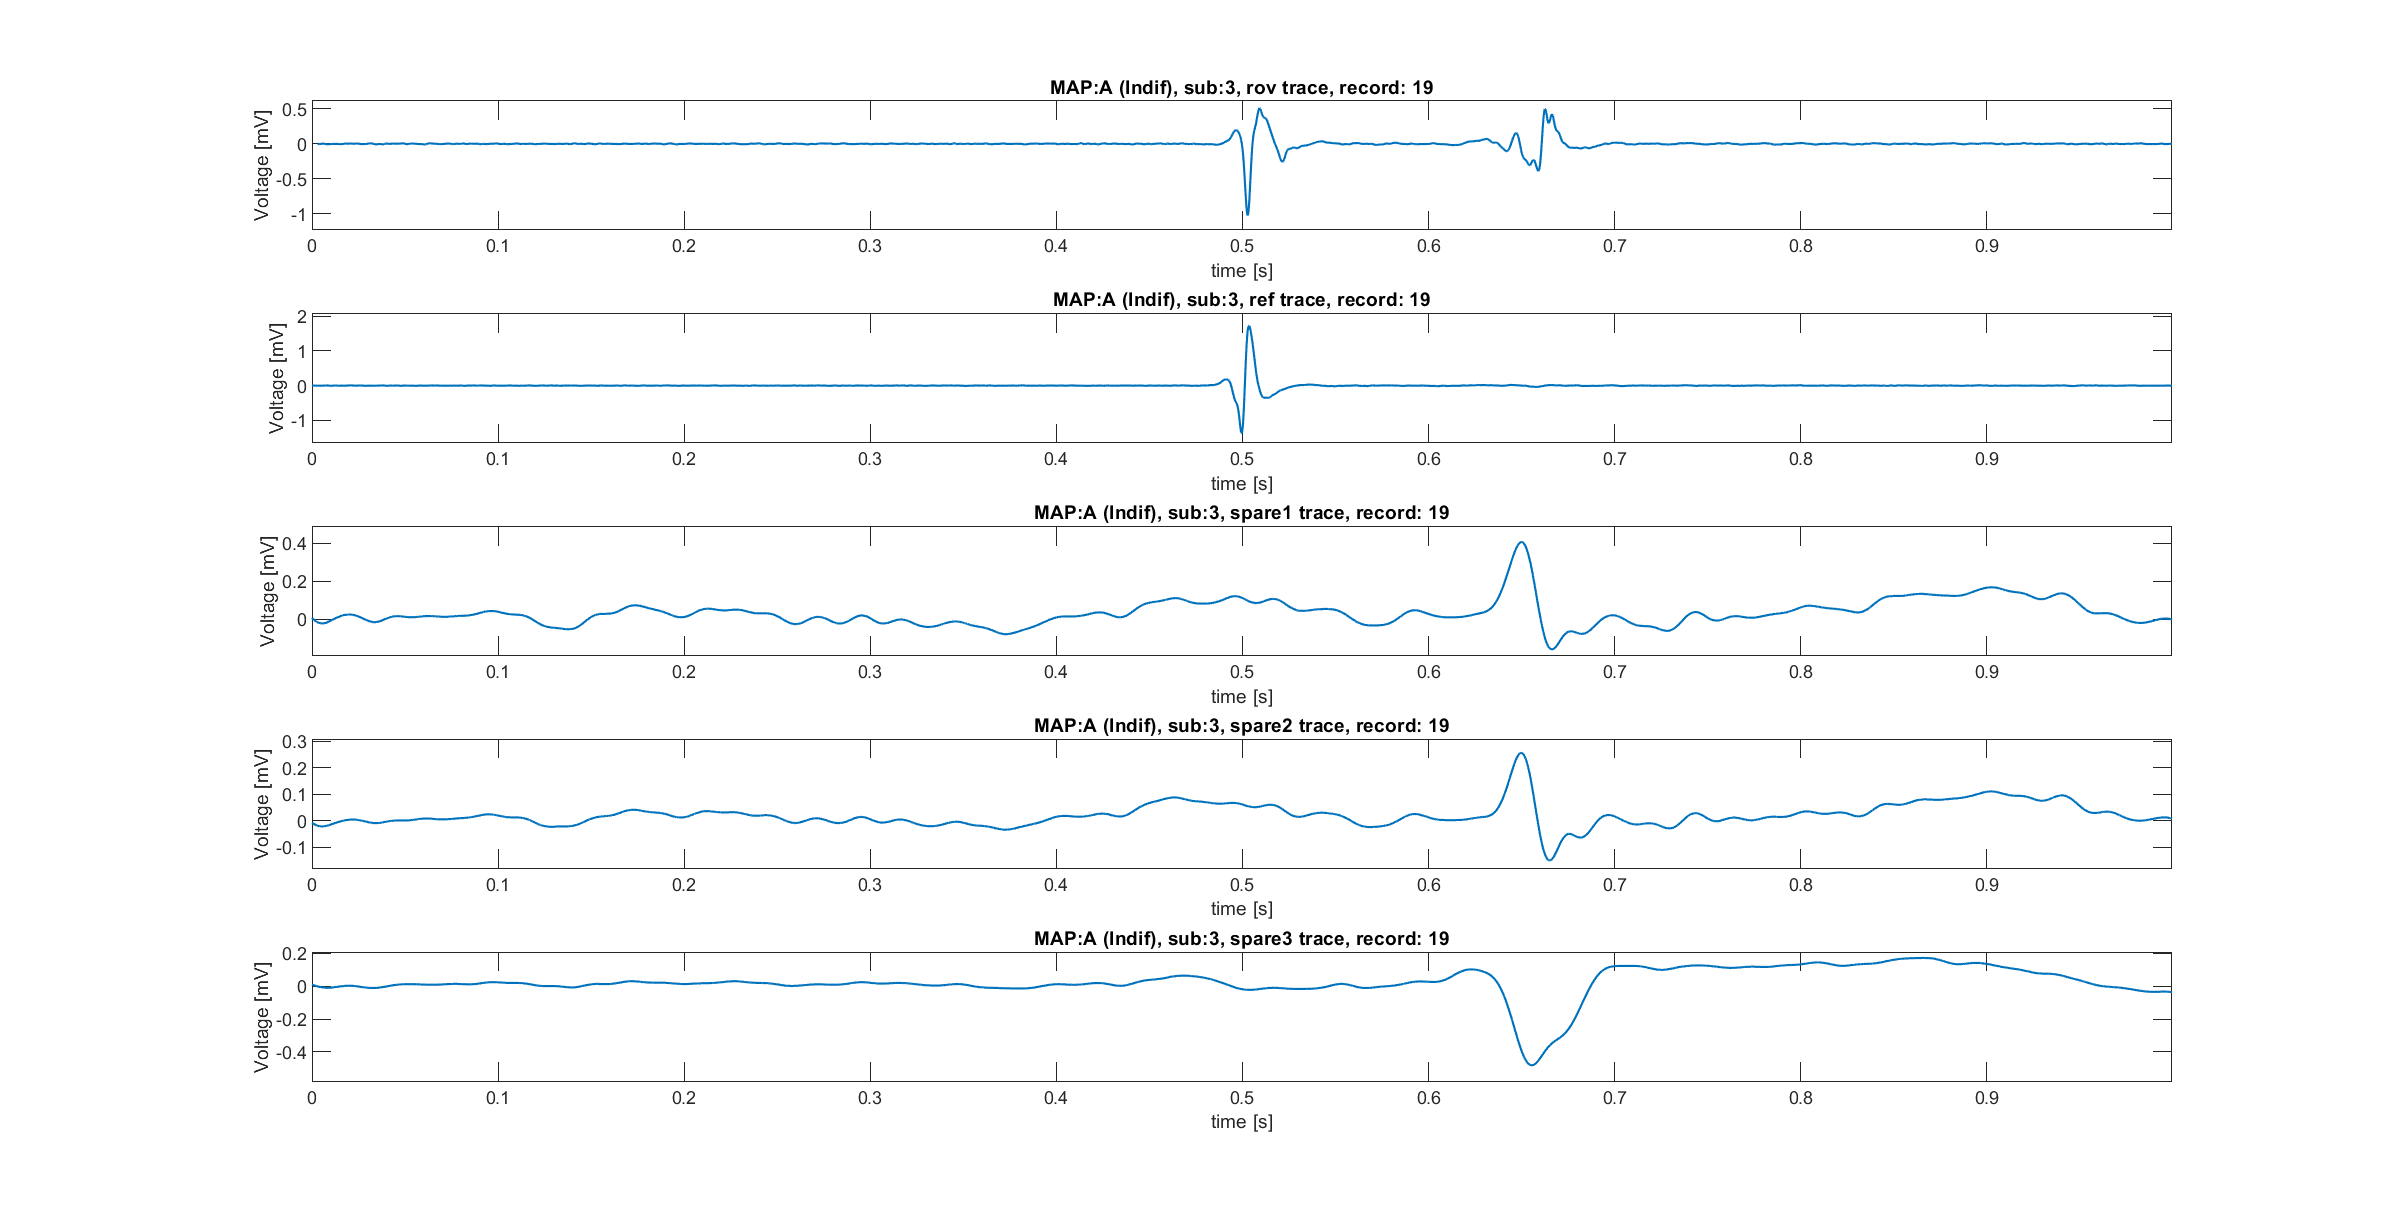 MAP:A (Indif), sub:3, rov trace, record: 19
Voltage [mV]
0.5
0
-0.5
-1
0 0.1 0.2 0.3 0.4 0.5 0.6 0.7 0.8 0.9
time [s]
MAP:A (Indif), sub:3, ref trace, record: 19
Voltage [mV]
2
1
0
-1
0 0.1 0.2 0.3 0.4 0.5 0.6 0.7 0.8 0.9
time [s]
MAP:A (Indif), sub:3, spare1 trace, record: 19
Voltage [mV]
0.4
0.2
0
0 0.1 0.2 0.3 0.4 0.5 0.6 0.7 0.8 0.9
time [s]
MAP:A (Indif), sub:3, spare2 trace, record: 19
Voltage [mV]
0.3
0.2
0.1
0
-0.1
0 0.1 0.2 0.3 0.4 0.5 0.6 0.7 0.8 0.9
time [s]
MAP:A (Indif), sub:3, spare3 trace, record: 19
Voltage [mV]
0.2
0
-0.2
-0.4
0 0.1 0.2 0.3 0.4 0.5 0.6 0.7 0.8 0.9
time [s]